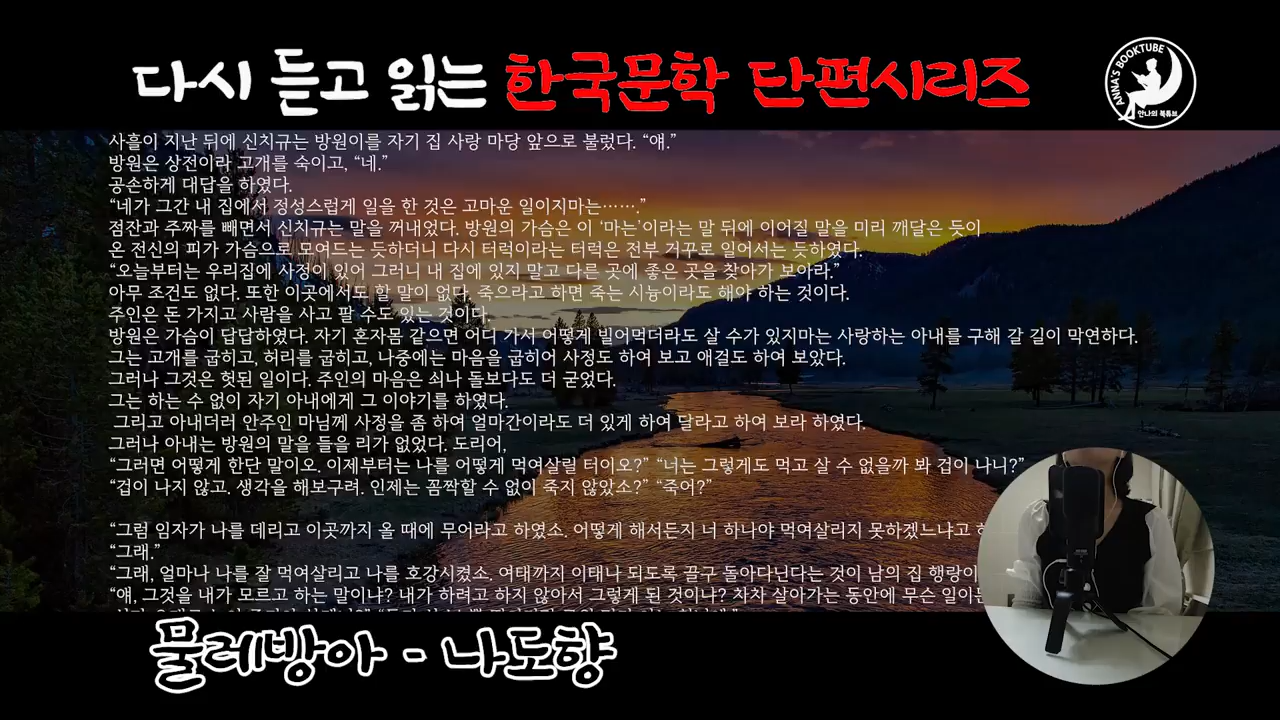 다시 듣고 읽는 한국문학 단편시리즈
ANNA'S BOOKTUBE
안나의 북튜브
사흘이 지난 뒤에 신치규는 방원이를 자기 집 사랑 마당 앞으로 불렀다. “얘.”
방원은 상전이라 고개를 숙이고, “네.”
공손하게 대답을 하였다.
“네가 그간 내 집에서 정성스럽게 일을 한 것은 고마운 일이지마는…….”
점잔과 주짜를 빼면서 신치규는 말을 꺼내었다. 방원의 가슴은 이 ‘마는’이라는 말 뒤에 이어질 말을 미리 깨달은 듯이
온 전신의 피가 가슴으로 모여드는 듯하더니 다시 터럭이라는 터럭은 전부 거꾸로 일어서는 듯하였다.
“오늘부터는 우리집에 사정이 있어 그러니 내 집에 있지 말고 다른 곳에 좋은 곳을 찾아가 보아라.”
아무 조건도 없다. 또한 이곳에서도 할 말이 없다. 죽으라고 하면 죽는 시늉이라도 해야 하는 것이다.
주인은 돈 가지고 사람을 사고 팔 수도 있는 것이다.
방원은 가슴이 답답하였다. 자기 혼자몸 같으면 어디 가서 어떻게 빌어먹더라도 살 수가 있지마는 사랑하는 아내를 구해 갈 길이 막연하다.
그는 고개를 굽히고, 허리를 굽히고, 나중에는 마음을 굽히어 사정도 하여 보고 애걸도 하여 보았다.
그러나 그것은 헛된 일이다. 주인의 마음은 쇠나 돌보다도 더 굳었다.
그는 하는 수 없이 자기 아내에게 그 이야기를 하였다.
그리고 아내더러 안주인 마님께 사정을 좀 하여 얼마간이라도 더 있게 하여 달라고 하여 보라 하였다.
그러나 아내는 방원의 말을 들을 리가 없었다. 도리어,
“그러면 어떻게 한단 말이오. 이제부터는 나를 어떻게 먹여살릴 터이오?” “너는 그렇게도 먹고 살 수 없을까 봐 겁이 나니?”
“겁이 나지 않고. 생각을 해보구려. 인제는 꼼짝할 수 없이 죽지 않았소?” “죽어?”
“그럼 임자가 나를 데리고 이곳까지 올 때에 무어라고 하였소. 어떻게 해서든지 너 하나야 먹여살리지 못하겠느냐고
“그래.”
“그래, 얼마나 나를 잘 먹여살리고 나를 호강시켰소. 여태까지 이태나 되도록 끌구 돌아다닌다는 것이 남의 집 행랑이
“얘, 그것을 내가 모르고 하는 말이냐? 내가 하려고 하지 않아서 그렇게 된 것이냐? 차차 살아가는 동안에 무슨 일이든
물레방아 - 나도향